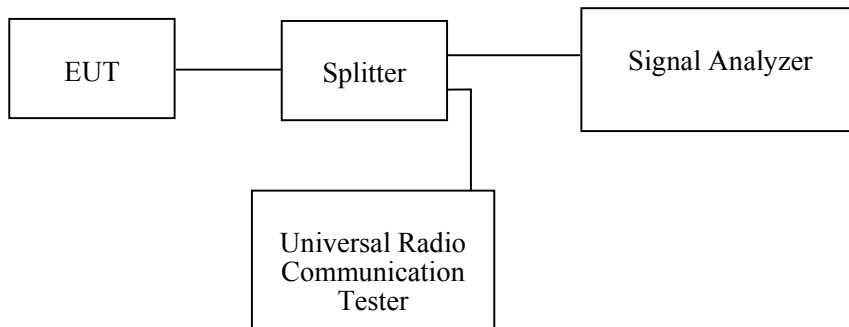 EUT
Splitter
Signal Analyzer
Universal Radio
Communication
Tester